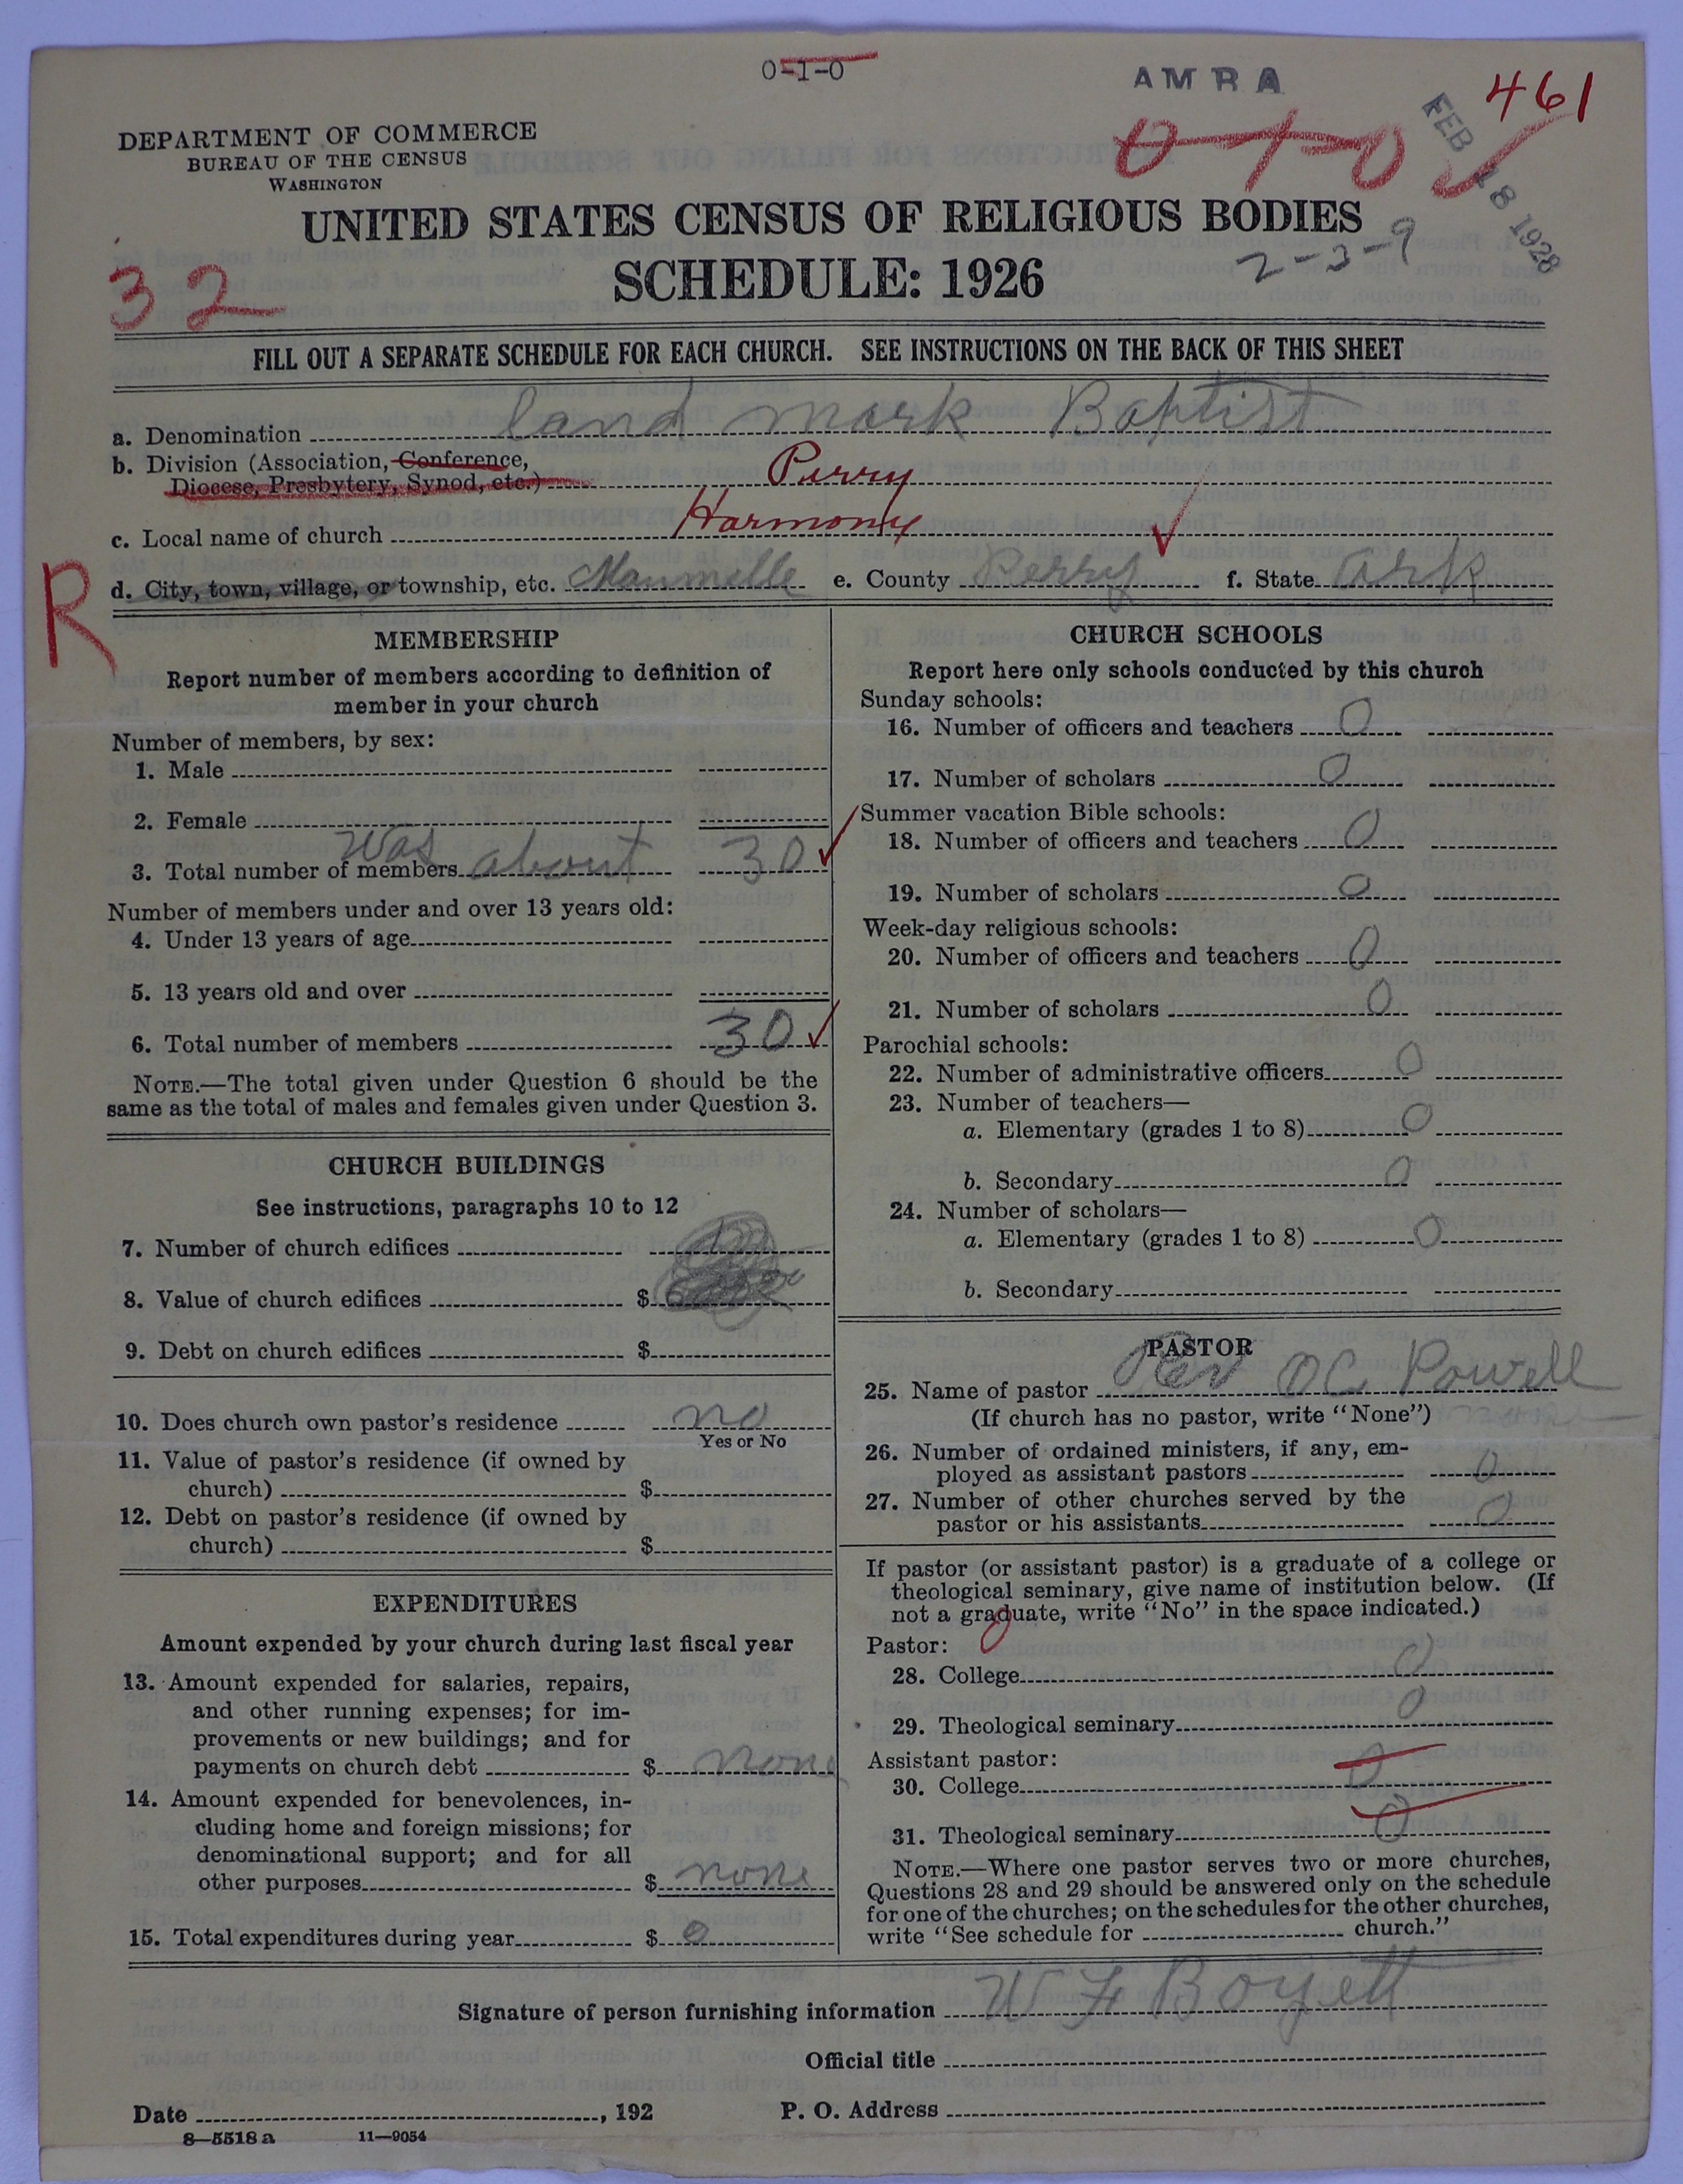 0-1-0
AMRA
461
0-1-0
FEB 18 1928
DEPARTMENT OF COMMERCE
BUREAU OF THE CENSUS
WASHINGTON
UNITED STATES CENSUS OF RELIGIOUS BODIES
2-3-9
SCHEDULE: 1926
32
FILL OUT A SEPARATE SCHEDULE FOR EACH CHURCH. SEE INSTRUCTIONS ON THE BACK OF THIS SHEET
a. Denomination land mark Baptist
b. Division (Association, Conference,
Diocese, Presbytery, Synod, etc.) Perry
c. Local name of church Harmony
R
d. City, town, village, or township, etc. Maumelle e. County Perry f. State Ark
MEMBERSHIP
Report number of members according to definition of
member in your church
Number of members, by sex:
1. Male
2. Female
3. Total number of members Was about 30
Number of members under and over 13 years old:
4. Under 13 years of age
5. 13 years old and over
6. Total number of members 30
NOTE.—The total given under Question 6 should be the
same as the total of males and females given under Question 3.
CHURCH BUILDINGS
See instructions, paragraphs 10 to 12
7. Number of church edifices
8. Value of church edifices $
9. Debt on church edifices $
10. Does church own pastor's residence no
Yes or No
11. Value of pastor's residence (if owned by
church) $
12. Debt on pastor's residence (if owned by
church) $
EXPENDITURES
Amount expended by your church during last fiscal year
13. Amount expended for salaries, repairs,
and other running expenses; for im-
provements or new buildings; and for
payments on church debt $ none
14. Amount expended for benevolences, in-
cluding home and foreign missions; for
denominational support; and for all
other purposes $ none
15. Total expenditures during year $ 0
CHURCH SCHOOLS
Report here only schools conducted by this church
Sunday schools:
16. Number of officers and teachers 0
17. Number of scholars 0
Summer vacation Bible schools:
18. Number of officers and teachers 0
19. Number of scholars 0
Week-day religious schools:
20. Number of officers and teachers 0
21. Number of scholars 0
Parochial schools:
22. Number of administrative officers 0
23. Number of teachers—
a. Elementary (grades 1 to 8) 0
b. Secondary 0
24. Number of scholars—
a. Elementary (grades 1 to 8) 0
b. Secondary
PASTOR
25. Name of pastor Rev OC Powell
(If church has no pastor, write "None")
26. Number of ordained ministers, if any, em-
ployed as assistant pastors 0
27. Number of other churches served by the
pastor or his assistants 0
If pastor (or assistant pastor) is a graduate of a college or
theological seminary, give name of institution below. (If
not a graduate, write "No" in the space indicated.)
Pastor: 0
28. College 0
29. Theological seminary 0
Assistant pastor:
30. College 0
31. Theological seminary 0
NOTE.—Where one pastor serves two or more churches,
Questions 28 and 29 should be answered only on the schedule
for one of the churches; on the schedules for the other churches,
write "See schedule for church."
Signature of person furnishing information W F Boyett
Official title
Date , 192 P. O. Address
8—5518 a 11—9054